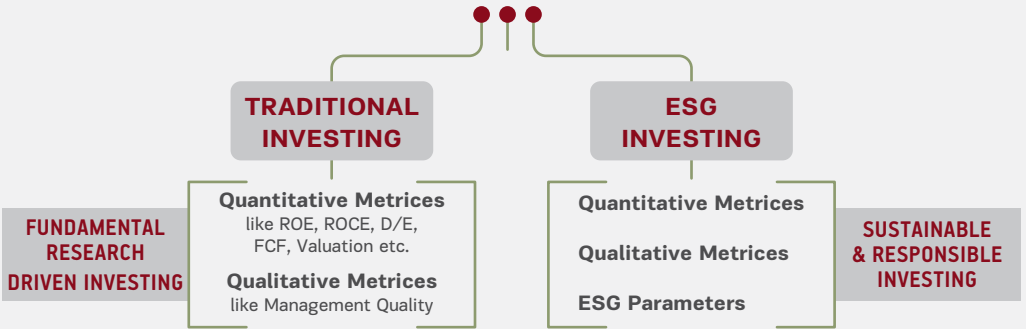 TRADITIONAL
INVESTING
ESG
INVESTING
FUNDAMENTAL
RESEARCH
DRIVEN INVESTING
Quantitative Metrices
like ROE, ROCE, D/E,
FCF, Valuation etc.
Qualitative Metrices
like Management Quality
Quantitative Metrices
Qualitative Metrices
ESG Parameters
SUSTAINABLE
& RESPONSIBLE
INVESTING